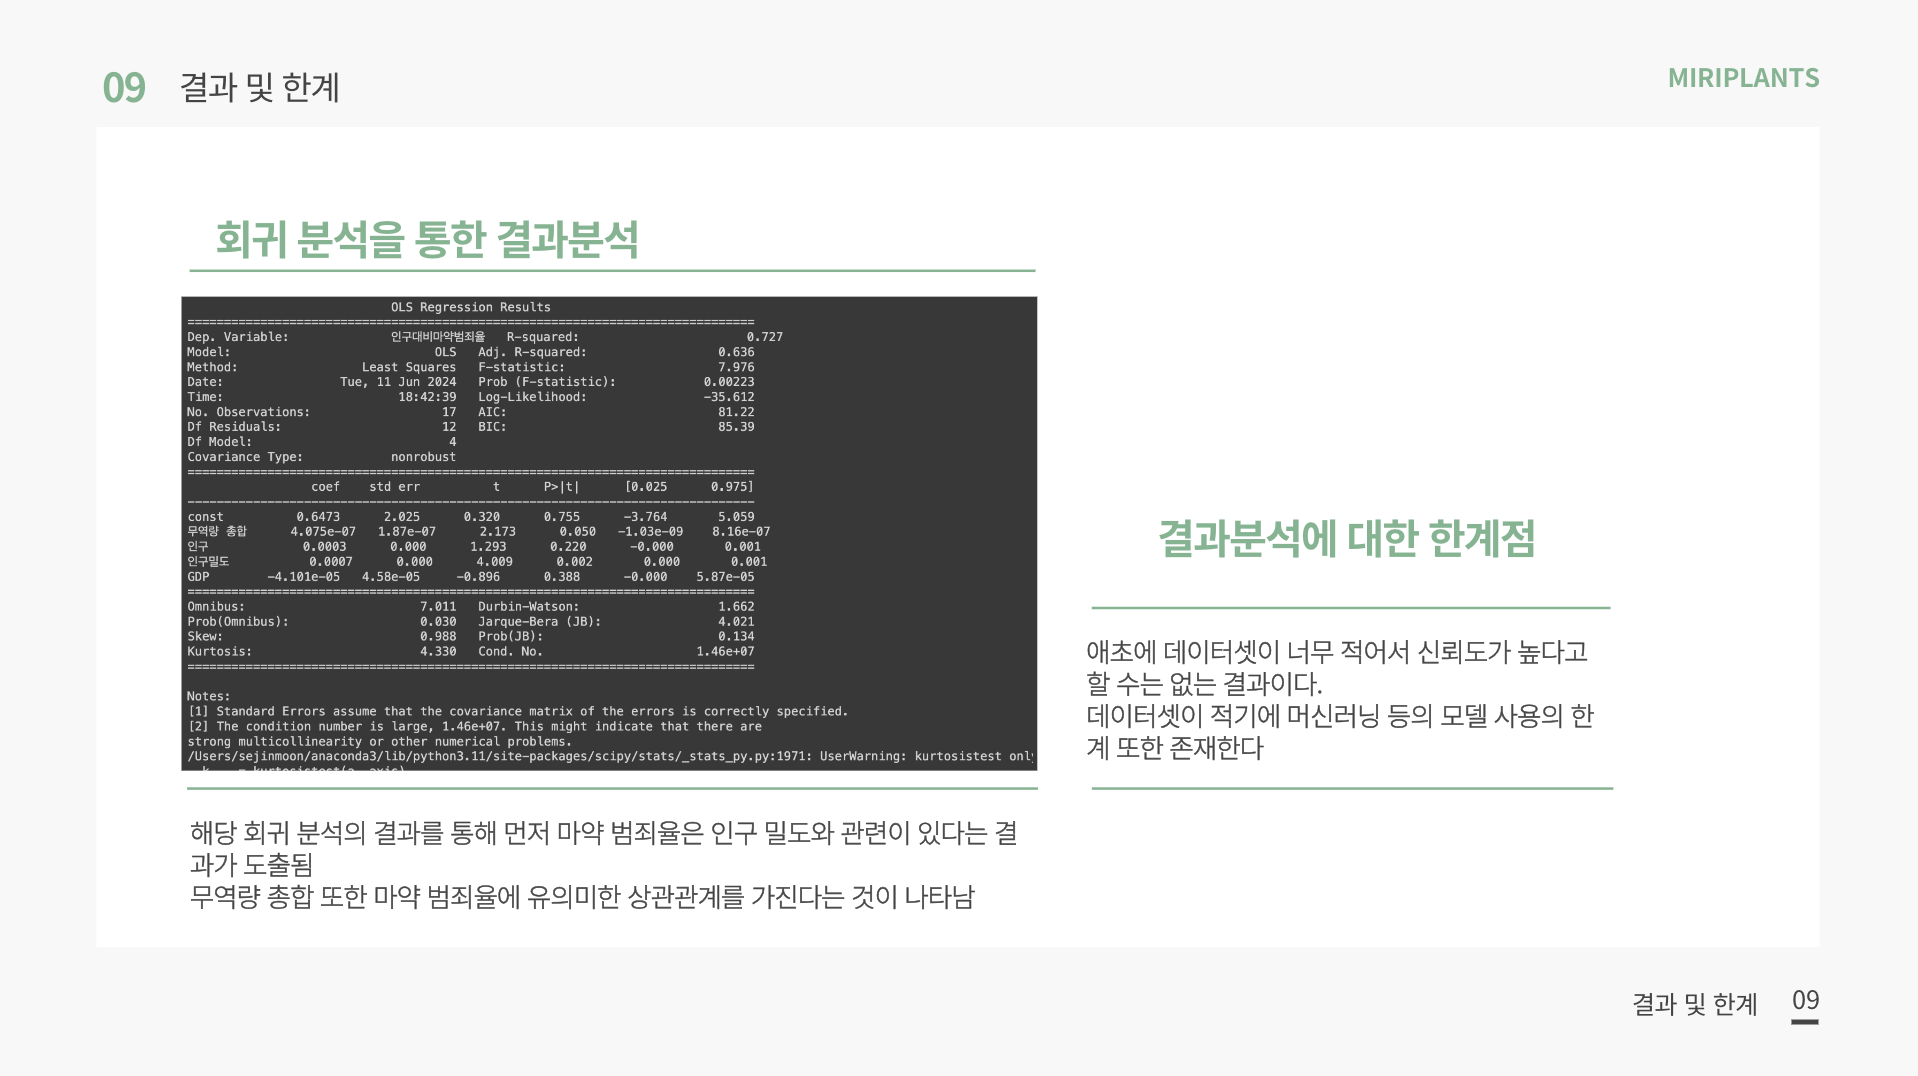 09 결과 및 한계
MIRIPLANTS
회귀 분석을 통한 결과분석
OLS Regression Results
==============================================================================
Dep. Variable: 인구대비마약범죄율 R-squared: 0.727
Model: OLS Adj. R-squared: 0.636
Method: Least Squares F-statistic: 7.976
Date: Tue, 11 Jun 2024 Prob (F-statistic): 0.00223
Time: 18:42:39 Log-Likelihood: -35.612
No. Observations: 17 AIC: 81.22
Df Residuals: 12 BIC: 85.39
Df Model: 4
Covariance Type: nonrobust
==============================================================================
coef std err t P>|t| [0.025 0.975]
------------------------------------------------------------------------------
const 0.6473 2.025 0.320 0.755 -3.764 5.059
무역량 총합 4.075e-07 1.87e-07 2.173 0.050 -1.03e-09 8.16e-07
인구 0.0003 0.000 1.293 0.220 -0.000 0.001
인구밀도 0.0007 0.000 4.009 0.002 0.000 0.001
GDP -4.101e-05 4.58e-05 -0.896 0.388 -0.000 5.87e-05
==============================================================================
Omnibus: 7.011 Durbin-Watson: 1.662
Prob(Omnibus): 0.030 Jarque-Bera (JB): 4.021
Skew: 0.988 Prob(JB): 0.134
Kurtosis: 4.330 Cond. No. 1.46e+07
==============================================================================
Notes:
[1] Standard Errors assume that the covariance matrix of the errors is correctly specified.
[2] The condition number is large, 1.46e+07. This might indicate that there are
strong multicollinearity or other numerical problems.
/Users/sejinmoon/anaconda3/lib/python3.11/site-packages/scipy/stats/_stats_py.py:1971: UserWarning: kurtosistest only
해당 회귀 분석의 결과를 통해 먼저 마약 범죄율은 인구 밀도와 관련이 있다는 결
과가 도출됨
무역량 총합 또한 마약 범죄율에 유의미한 상관관계를 가진다는 것이 나타남
결과분석에 대한 한계점
애초에 데이터셋이 너무 적어서 신뢰도가 높다고
할 수는 없는 결과이다.
데이터셋이 적기에 머신러닝 등의 모델 사용의 한
계 또한 존재한다
결과 및 한계 09